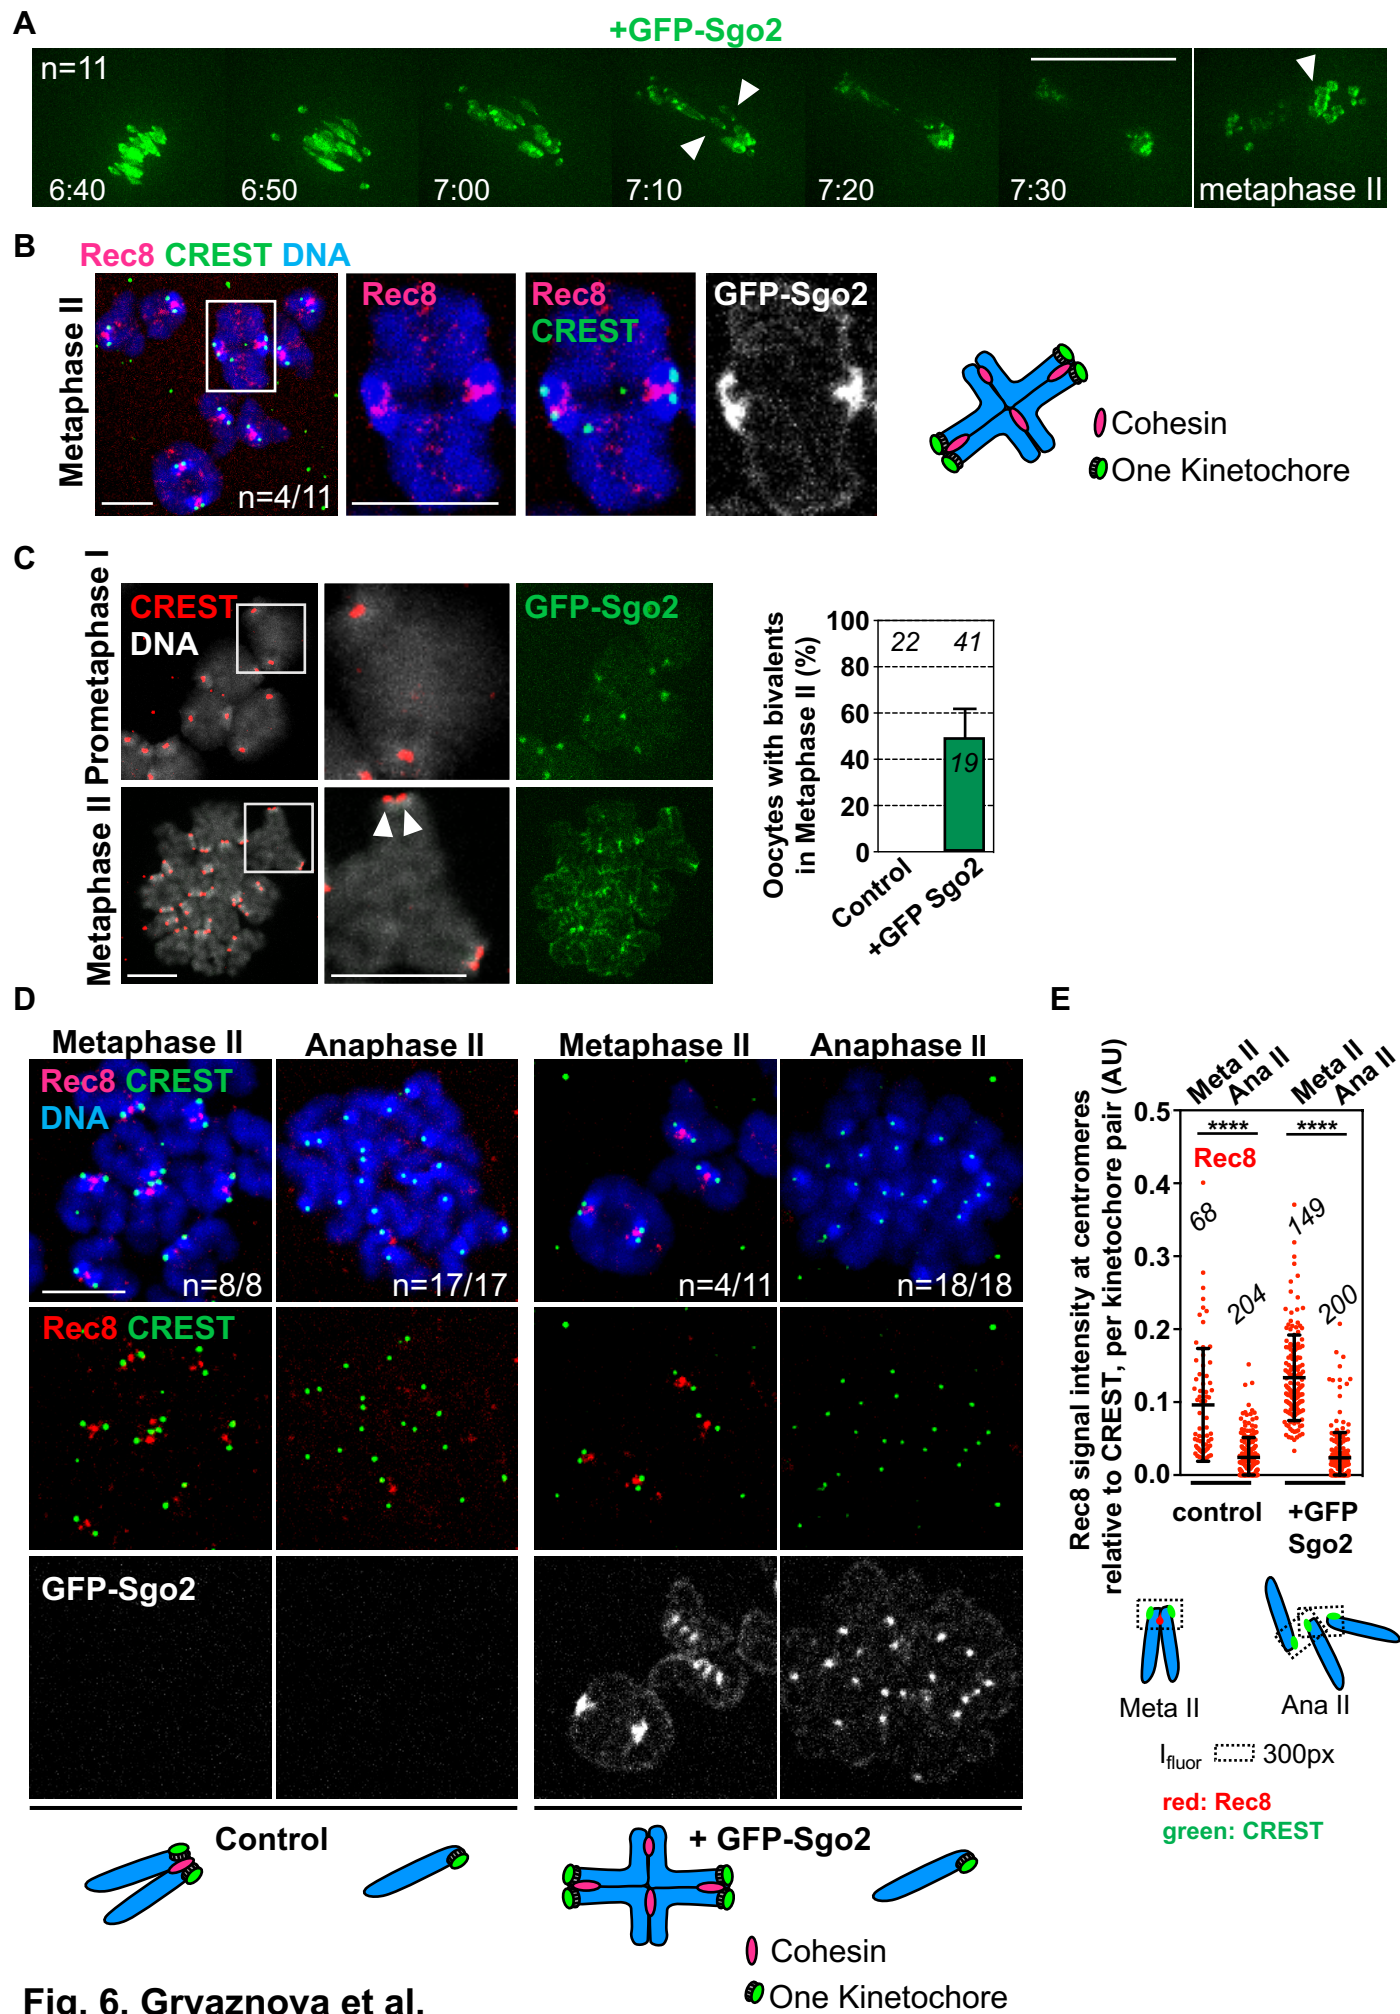 A
+GFP-Sgo2
n=11
6:40
6:50
7:00
7:10
7:20
7:30
metaphase II
B
Rec8 CREST DNA
Metaphase II
n=4/11
Rec8
Rec8
CREST
GFP-Sgo2
Cohesin
One Kinetochore
C
Prometaphase I
Metaphase II
CREST
DNA
GFP-Sgo2
Oocytes with bivalents
in Metaphase II (%)
100
80
60
40
20
0
22
41
19
Control
+GFP Sgo2
D
Metaphase II
Anaphase II
Metaphase II
Anaphase II
Rec8 CREST
DNA
n=8/8
n=17/17
n=4/11
n=18/18
Rec8 CREST
GFP-Sgo2
Control
+ GFP-Sgo2
Cohesin
One Kinetochore
E
Rec8 signal intensity at centromeres
relative to CREST, per kinetochore pair (AU)
Meta II
Ana II
Meta II
Ana II
0.5
0.4
0.3
0.2
0.1
0.0
****
****
Rec8
68
204
149
200
control
+GFP
Sgo2
Meta II
Ana II
Ifluor 300px
red: Rec8
green: CREST
Fig. 6, Gryaznova et al.